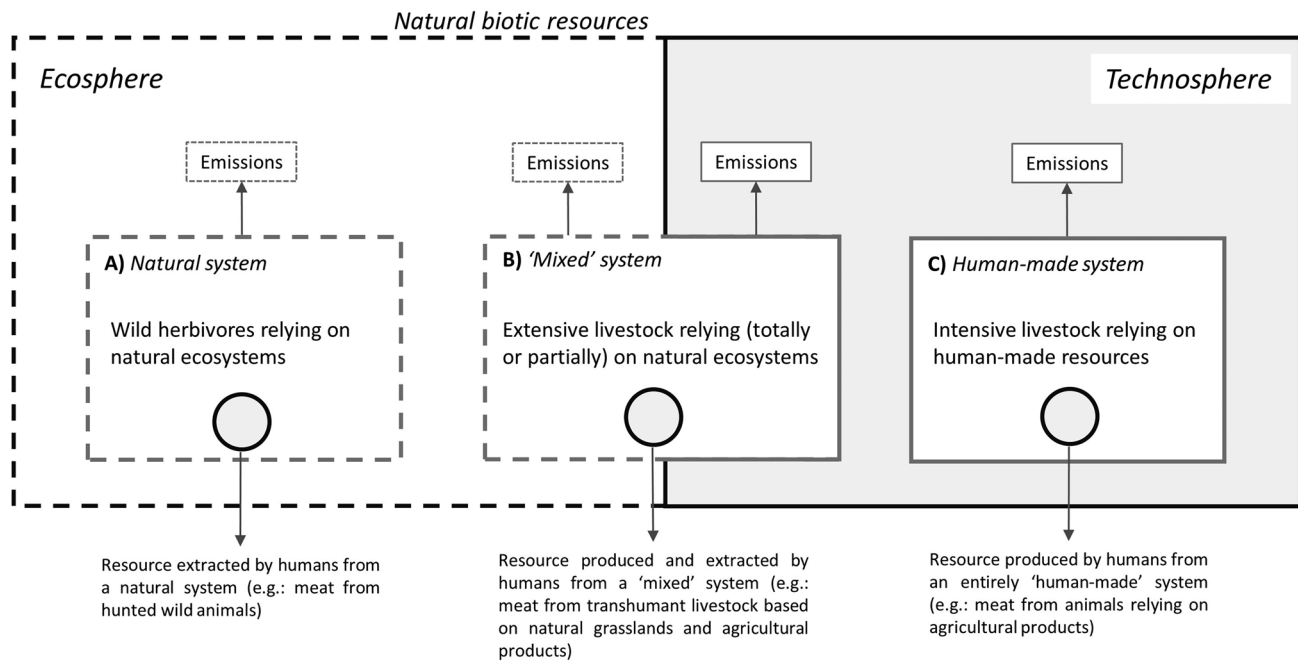 Natural biotic resources
Ecosphere
Technosphere
Emissions
Emissions
Emissions
Emissions
A) Natural system
Wild herbivores relying on
natural ecosystems
B) ‘Mixed’ system
Extensive livestock relying (totally
or partially) on natural ecosystems
C) Human-made system
Intensive livestock relying on
human-made resources
Resource extracted by humans from
a natural system (e.g.: meat from
hunted wild animals)
Resource produced and extracted by
humans from a ‘mixed’ system (e.g.:
meat from transhumant livestock based
on natural grasslands and agricultural
products)
Resource produced by humans from
an entirely ‘human-made’ system
(e.g.: meat from animals relying on
agricultural products)